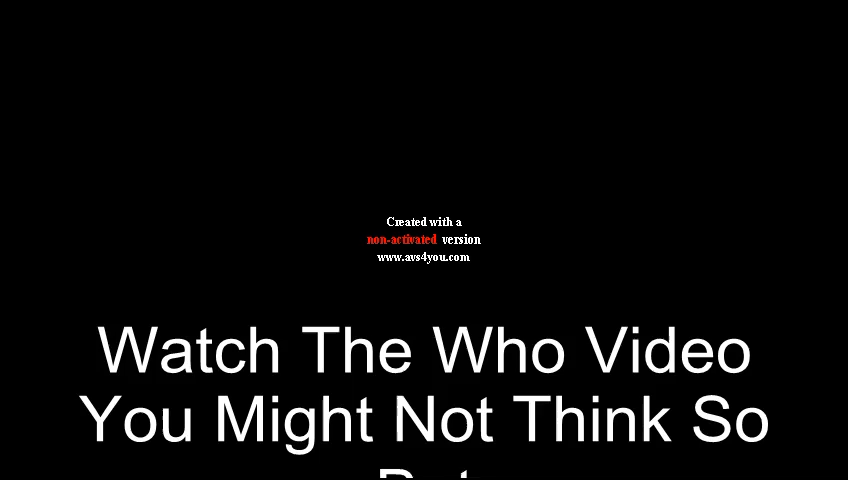 Created with a
non-activated version
www.avs4you.com
Watch The Who Video
You Might Not Think So